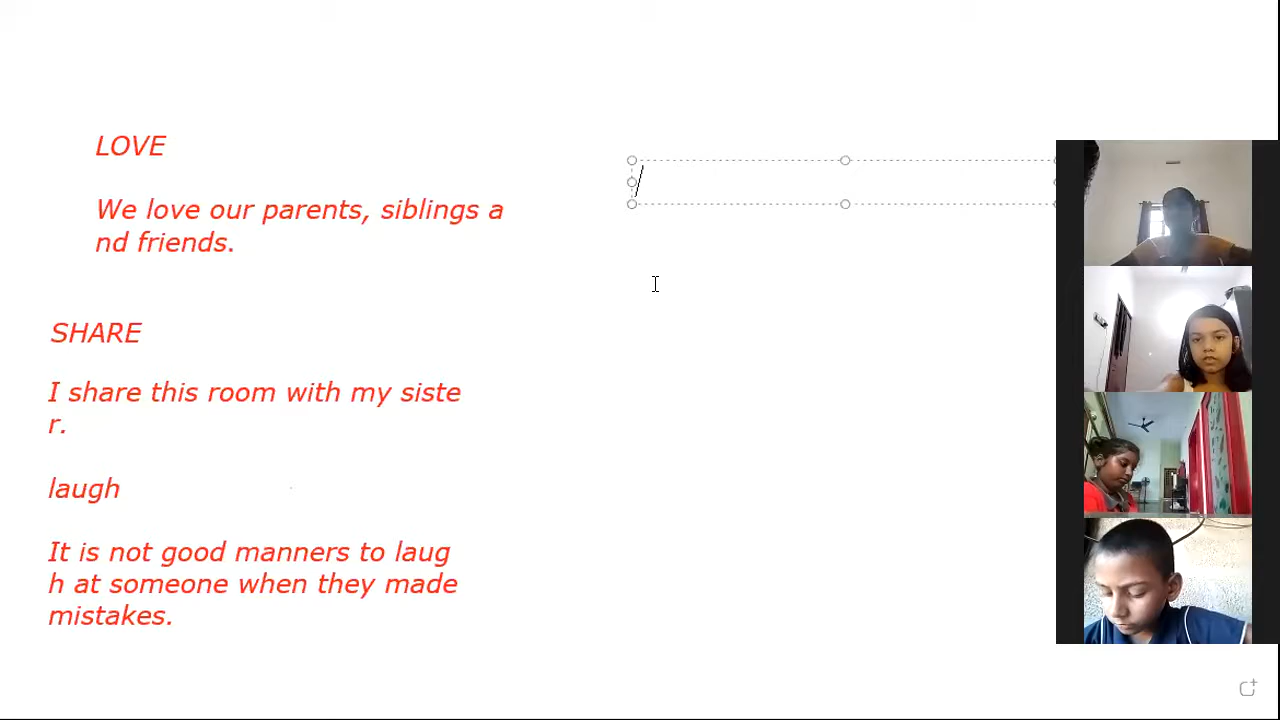 LOVE
We love our parents, siblings a
nd friends.
SHARE
I share this room with my siste
r.
laugh
It is not good manners to laug
h at someone when they made
mistakes.